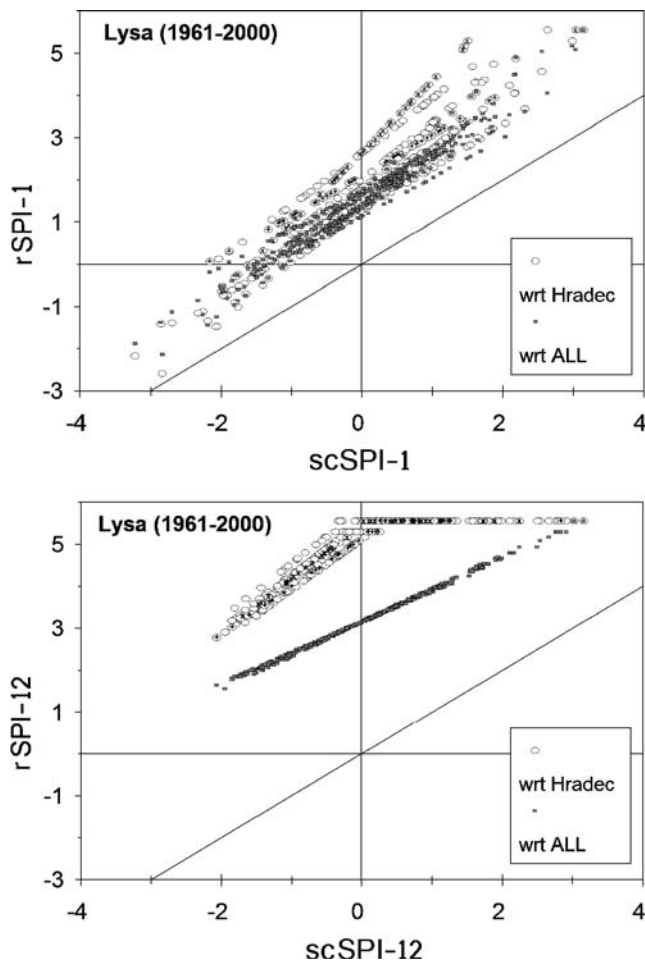 Lysa (1961-2000)
5
3
1
-1
-3
rSPI-1
wrt Hradec
wrt ALL
-4
-2
0
2
4
scSPI-1
Lysa (1961-2000)
5
3
1
-1
-3
rSPI-12
wrt Hradec
wrt ALL
-4
-2
0
2
4
scSPI-12